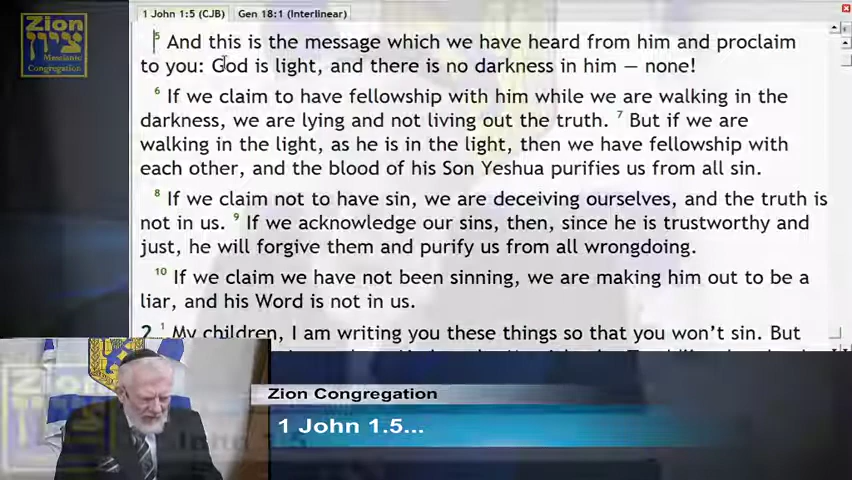 Zion
ציון
Messianic
Congregation
1 John 1:5 (CJB) Gen 18:1 (Interlinear)
5 And this is the message which we have heard from him and proclaim
to you: God is light, and there is no darkness in him — none!
6 If we claim to have fellowship with him while we are walking in the
darkness, we are lying and not living out the truth. 7 But if we are
walking in the light, as he is in the light, then we have fellowship with
each other, and the blood of his Son Yeshua purifies us from all sin.
8 If we claim not to have sin, we are deceiving ourselves, and the truth is
not in us. 9 If we acknowledge our sins, then, since he is trustworthy and
just, he will forgive them and purify us from all wrongdoing.
10 If we claim we have not been sinning, we are making him out to be a
liar, and his Word is not in us.
2 1 My children, I am writing you these things so that you won't sin. But
Zion Congregation
1 John 1.5...